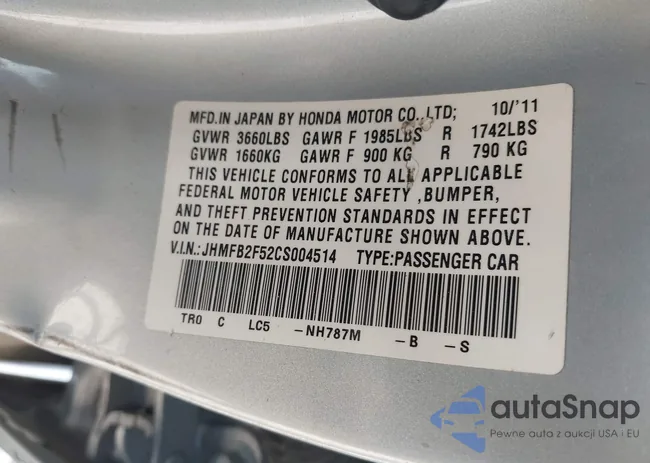 MFD.IN JAPAN BY HONDA MOTOR CO.,LTD; 10/'11
GVWR 3660LBS GAWR F 1985LBS R 1742LBS
GVWR 1660KG GAWR F 900 KG R 790 KG
THIS VEHICLE CONFORMS TO ALL APPLICABLE
FEDERAL MOTOR VEHICLE SAFETY ,BUMPER,
AND THEFT PREVENTION STANDARDS IN EFFECT
ON THE DATE OF MANUFACTURE SHOWN ABOVE.
V.I.N.:JHMFB2F52CS004514 TYPE:PASSENGER CAR
TR0 C LC5 -NH787M -B -S
autaSnap
Pewne auta z aukcji USA i EU